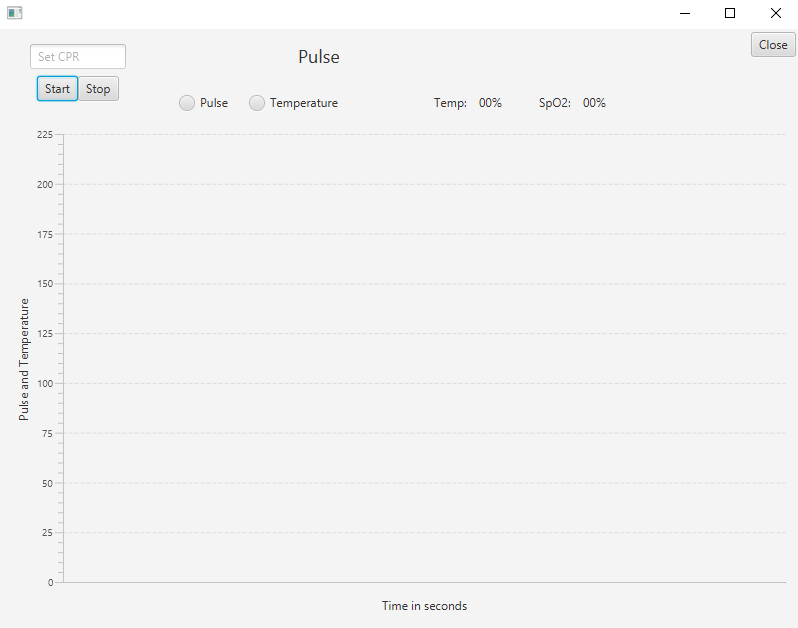 Set CPR
Pulse
Close
Start Stop
Pulse Temperature Temp: 00% SpO2: 00%
225
200
175
150
125
100
75
50
25
0
Pulse and Temperature
Time in seconds